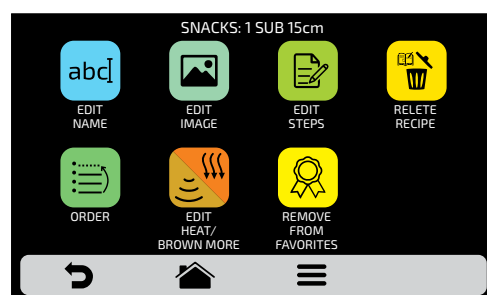 SNACKS: 1 SUB 15cm
abc
EDIT
NAME
EDIT
IMAGE
EDIT
STEPS
RELETE
RECIPE
ORDER
EDIT
HEAT/
BROWN MORE
REMOVE
FROM
FAVORITES